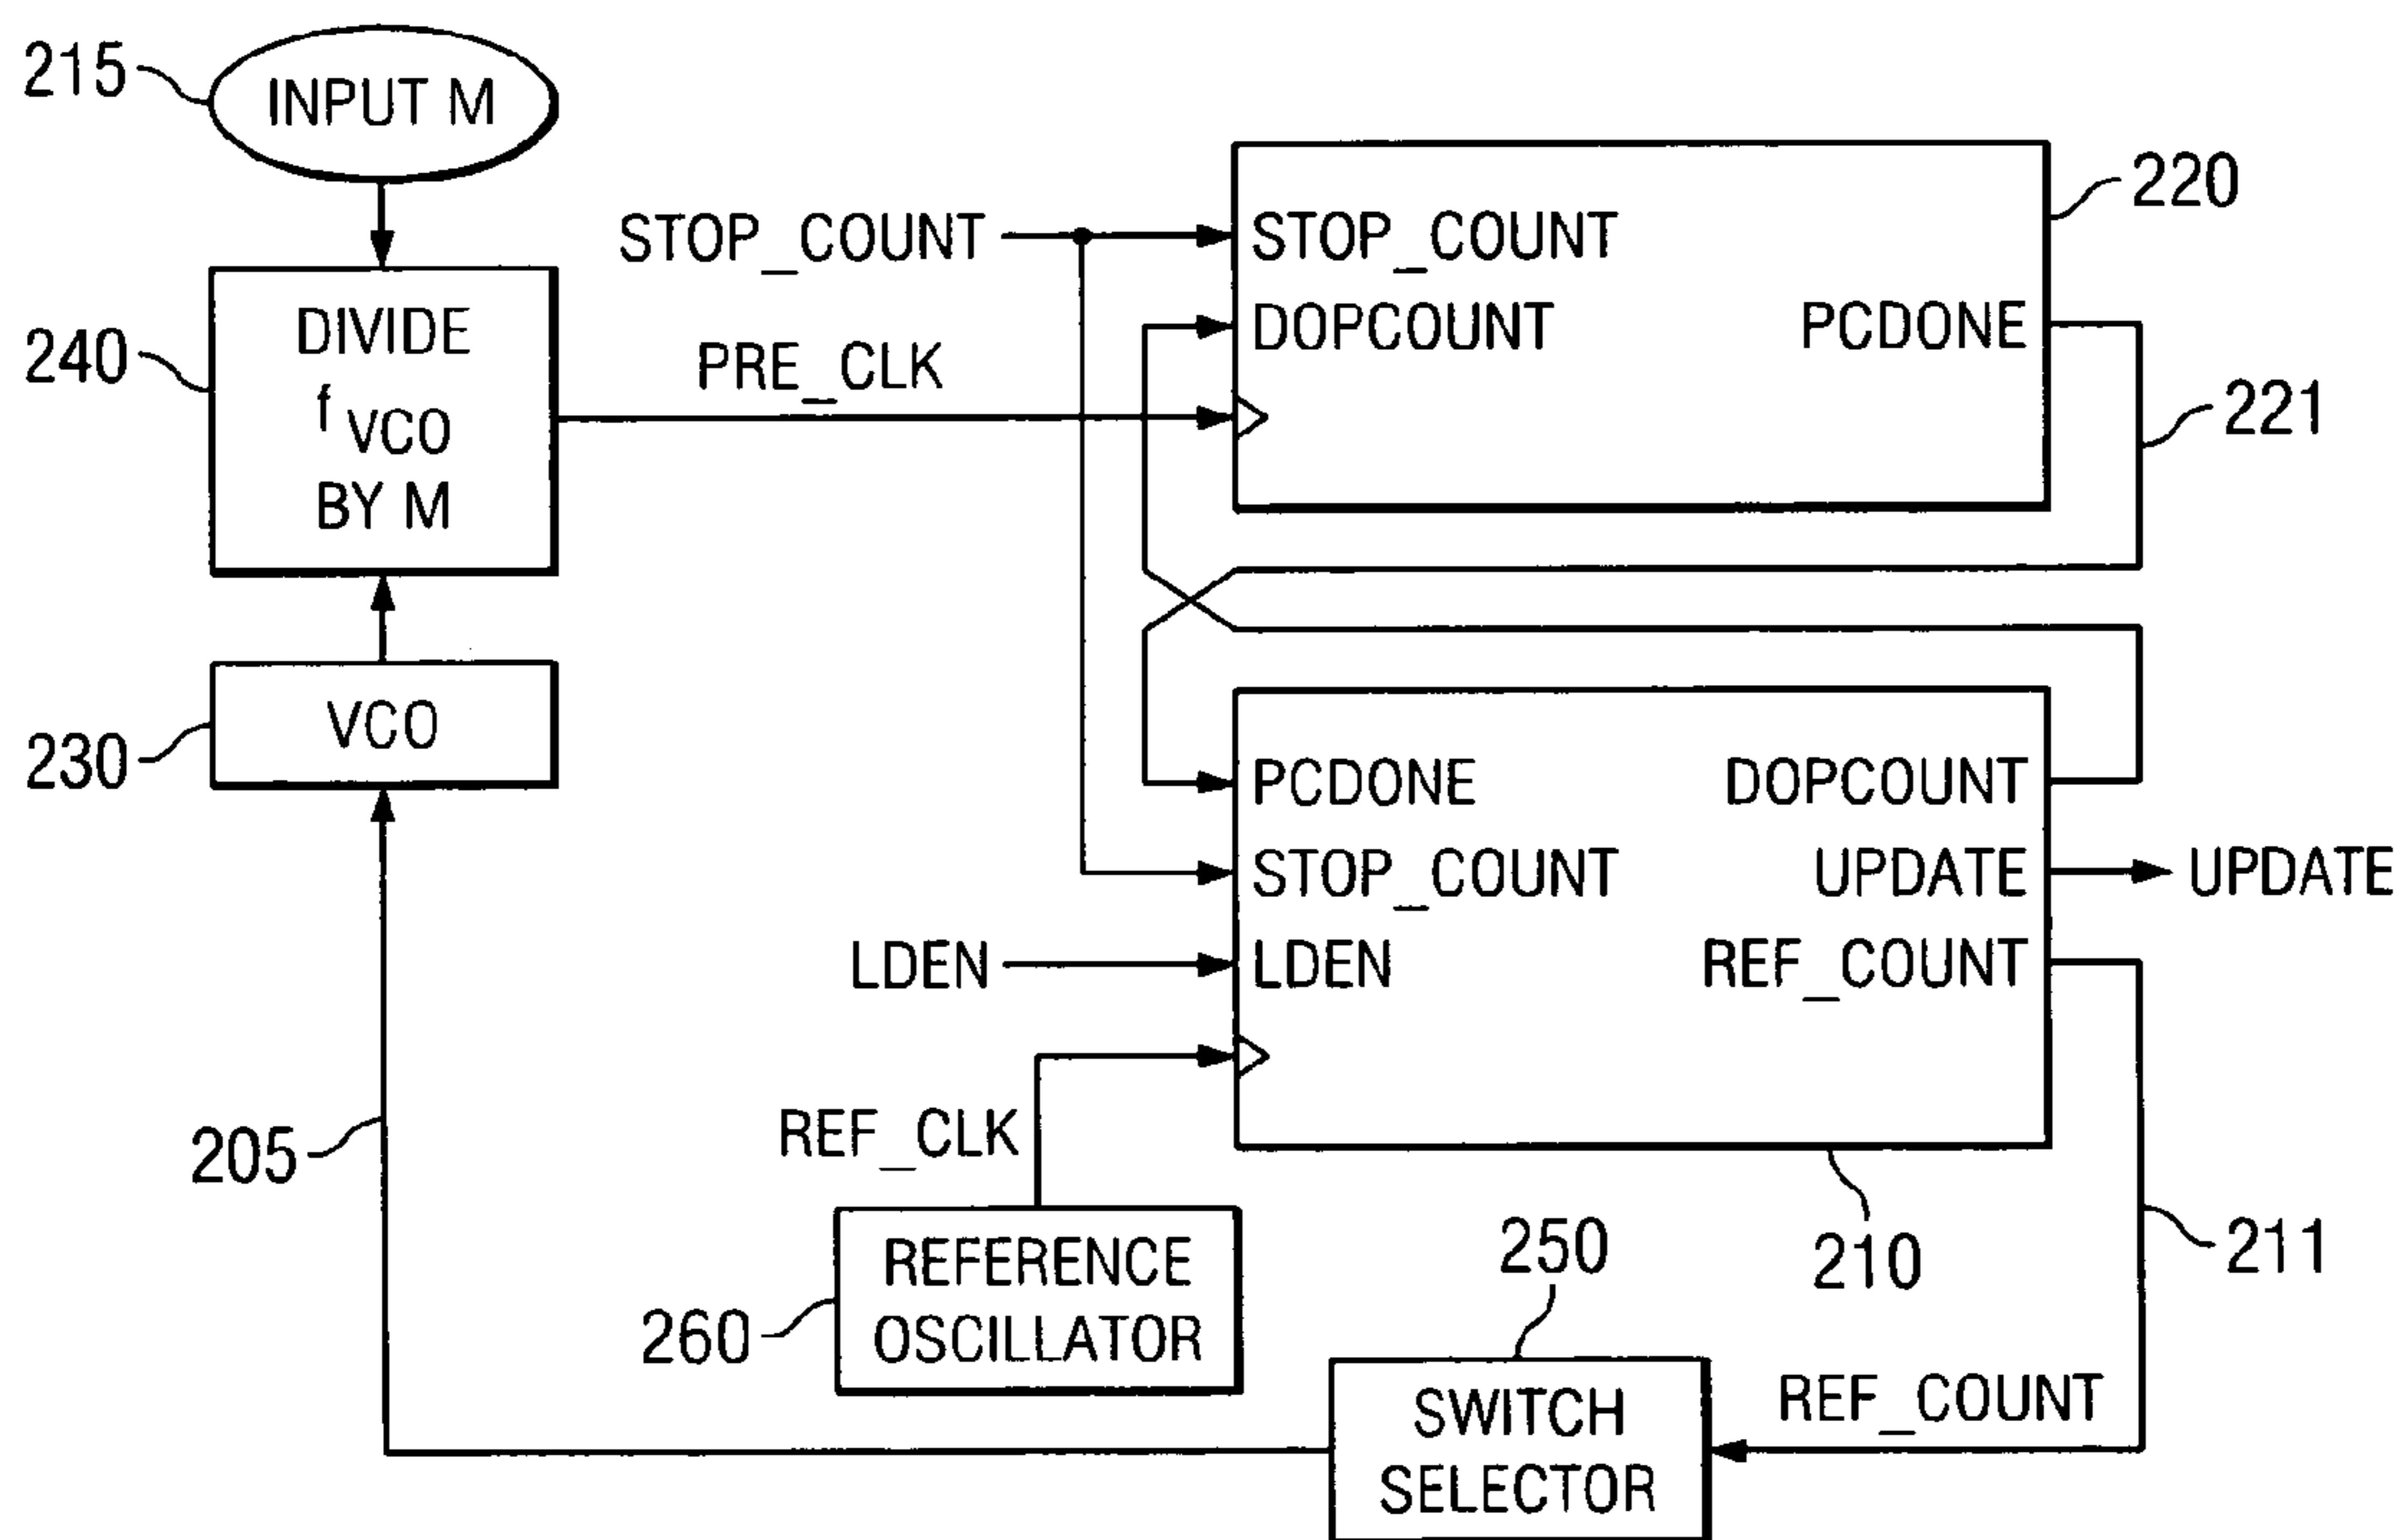 215
INPUT M
240
DIVIDE
f VCO
BY M
230
VCO
205
STOP_COUNT
PRE_CLK
STOP_COUNT
DOPCOUNT
PCDONE
220
221
PCDONE
STOP_COUNT
LDEN
LDEN
DOPCOUNT
UPDATE
REF_COUNT
UPDATE
REF_CLK
REFERENCE
OSCILLATOR
260
250
210
211
SWITCH
SELECTOR
REF_COUNT